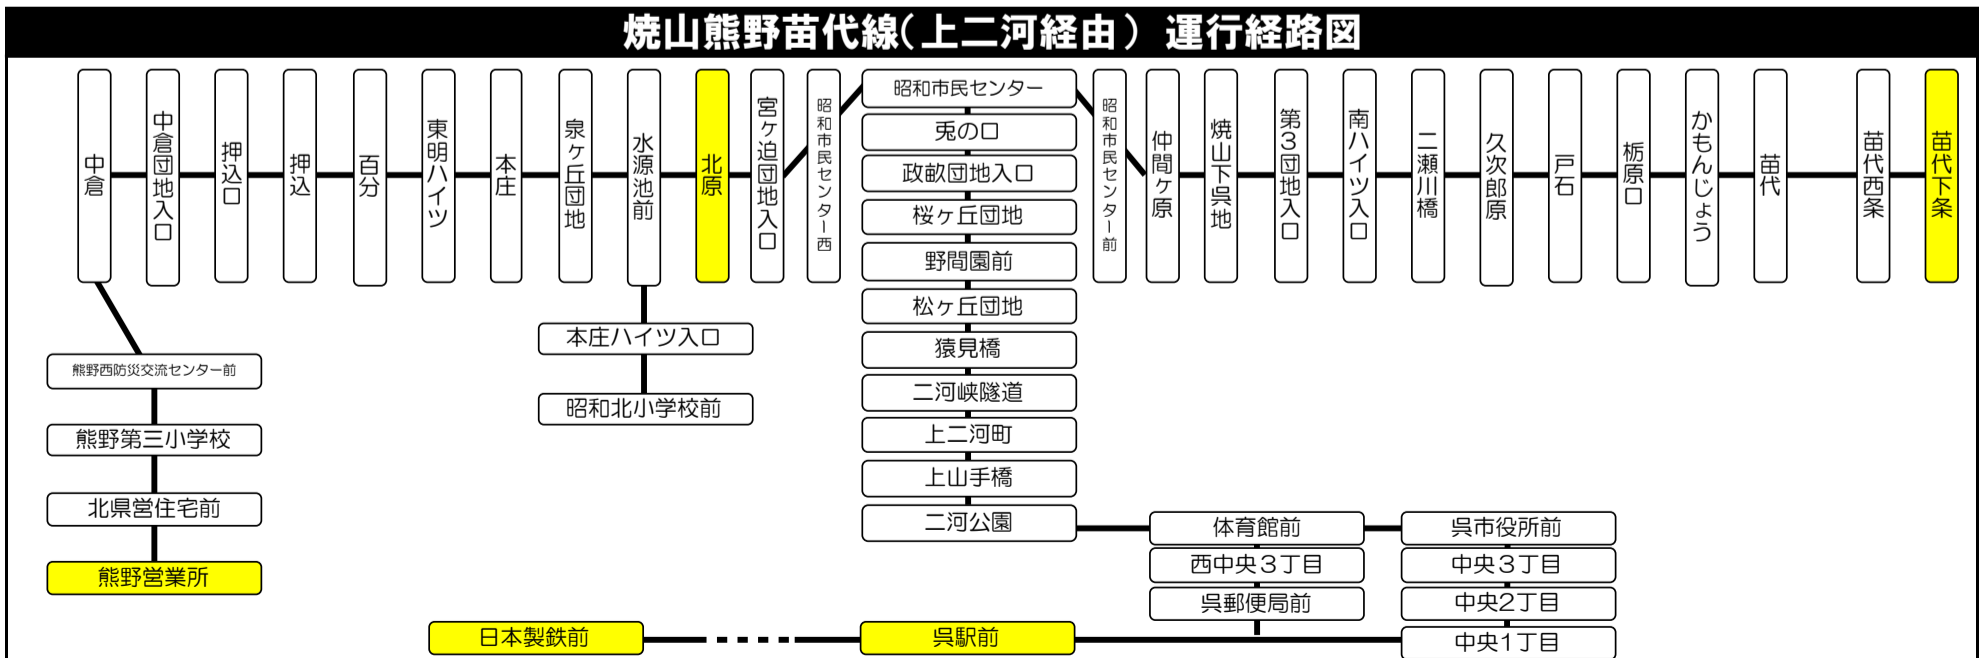 焼山熊野苗代線(上二河経由) 運行経路図
中倉
中倉団地入口
押込口
押込
百分
東明ハイツ
本庄
泉ヶ丘団地
水源池前
北原
宮ヶ迫団地入口
昭和市民センター西
昭和市民センター
兎の口
政畝団地入口
桜ヶ丘団地
野間園前
松ヶ丘団地
猿見橋
二河峡隧道
上二河町
上山手橋
二河公園
昭和市民センター前
仲間ヶ原
焼山下呉地
第3団地入口
南ハイツ入口
二瀬川橋
久次郎原
戸石
栃原口
かもんじょう
苗代
苗代西条
苗代下条
本庄ハイツ入口
昭和北小学校前
熊野西防災交流センター前
熊野第三小学校
北県営住宅前
熊野営業所
体育館前
西中央3丁目
呉郵便局前
呉市役所前
中央3丁目
中央2丁目
中央1丁目
日本製鉄前
呉駅前